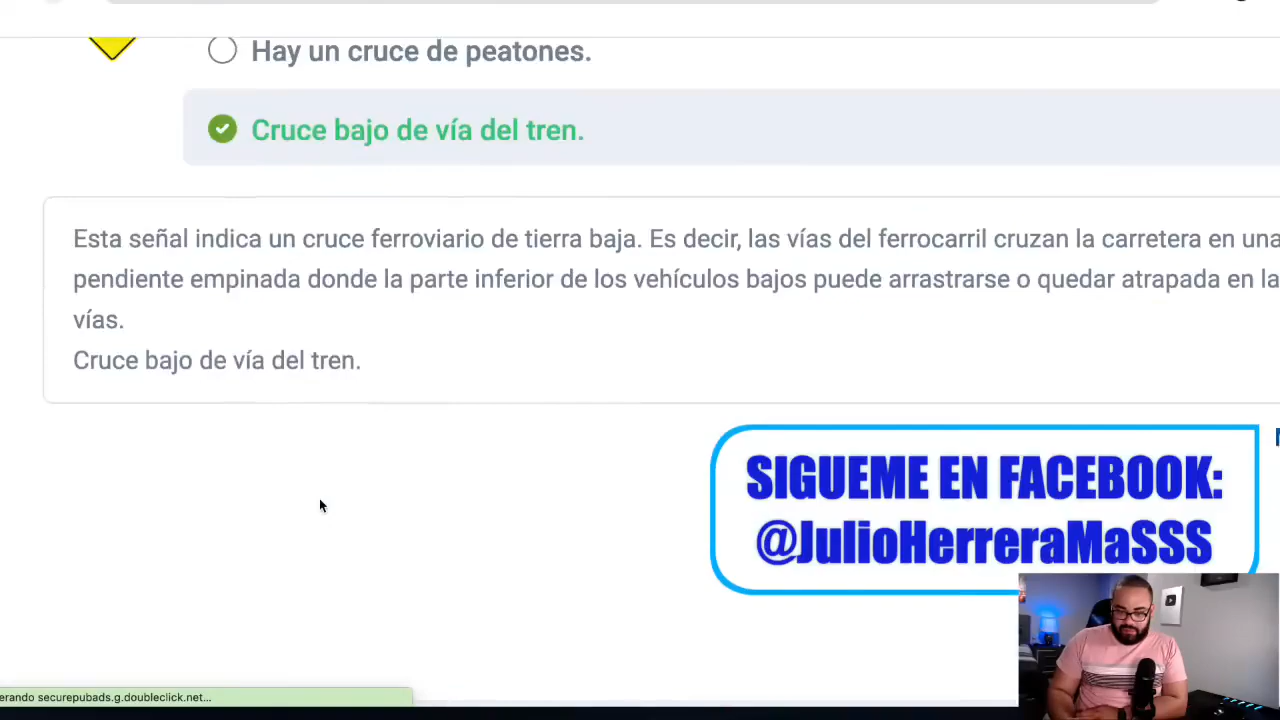 Hay un cruce de peatones.
Cruce bajo de vía del tren.
Esta señal indica un cruce ferroviario de tierra baja. Es decir, las vías del ferrocarril cruzan la carretera en una
pendiente empinada donde la parte inferior de los vehículos bajos puede arrastrarse o quedar atrapada en la
vías.
Cruce bajo de vía del tren.
SIGUEME EN FACEBOOK:
@JulioHerreraMaSSS
erando securepubads.g.doubleclick.net...